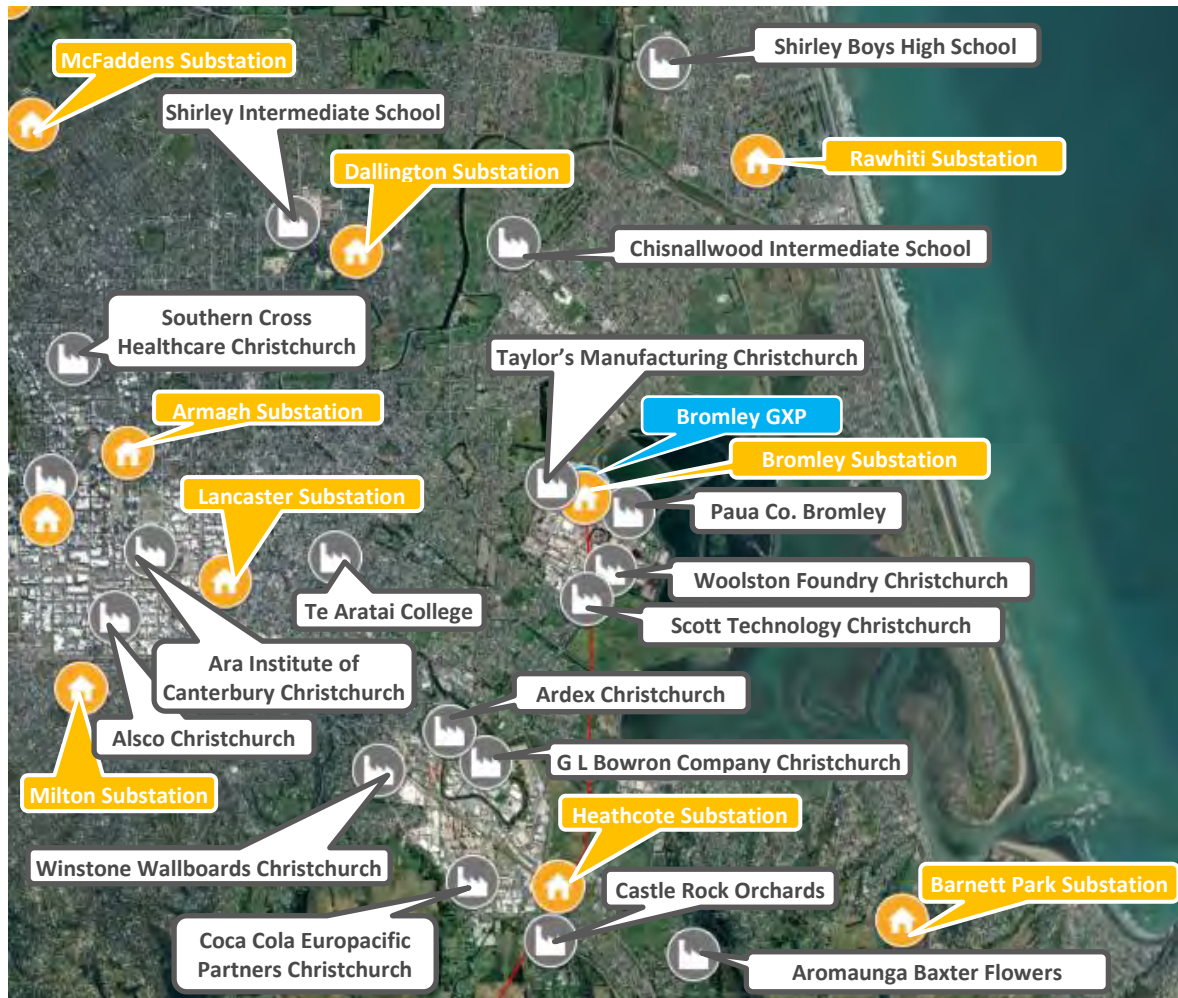 Shirley Boys High School
McFaddens Substation
Shirley Intermediate School
Rawhiti Substation
Dallington Substation
Chisnallwood Intermediate School
Southern Cross
Healthcare Christchurch
Taylor’s Manufacturing Christchurch
Armagh Substation
Bromley GXP
Bromley Substation
Lancaster Substation
Paua Co. Bromley
Woolston Foundry Christchurch
Te Aratai College
Scott Technology Christchurch
Ara Institute of
Canterbury Christchurch
Ardex Christchurch
Alsco Christchurch
G L Bowron Company Christchurch
Milton Substation
Heathcote Substation
Winstone Wallboards Christchurch
Castle Rock Orchards
Barnett Park Substation
Coca Cola Europacific
Partners Christchurch
Aromaunga Baxter Flowers